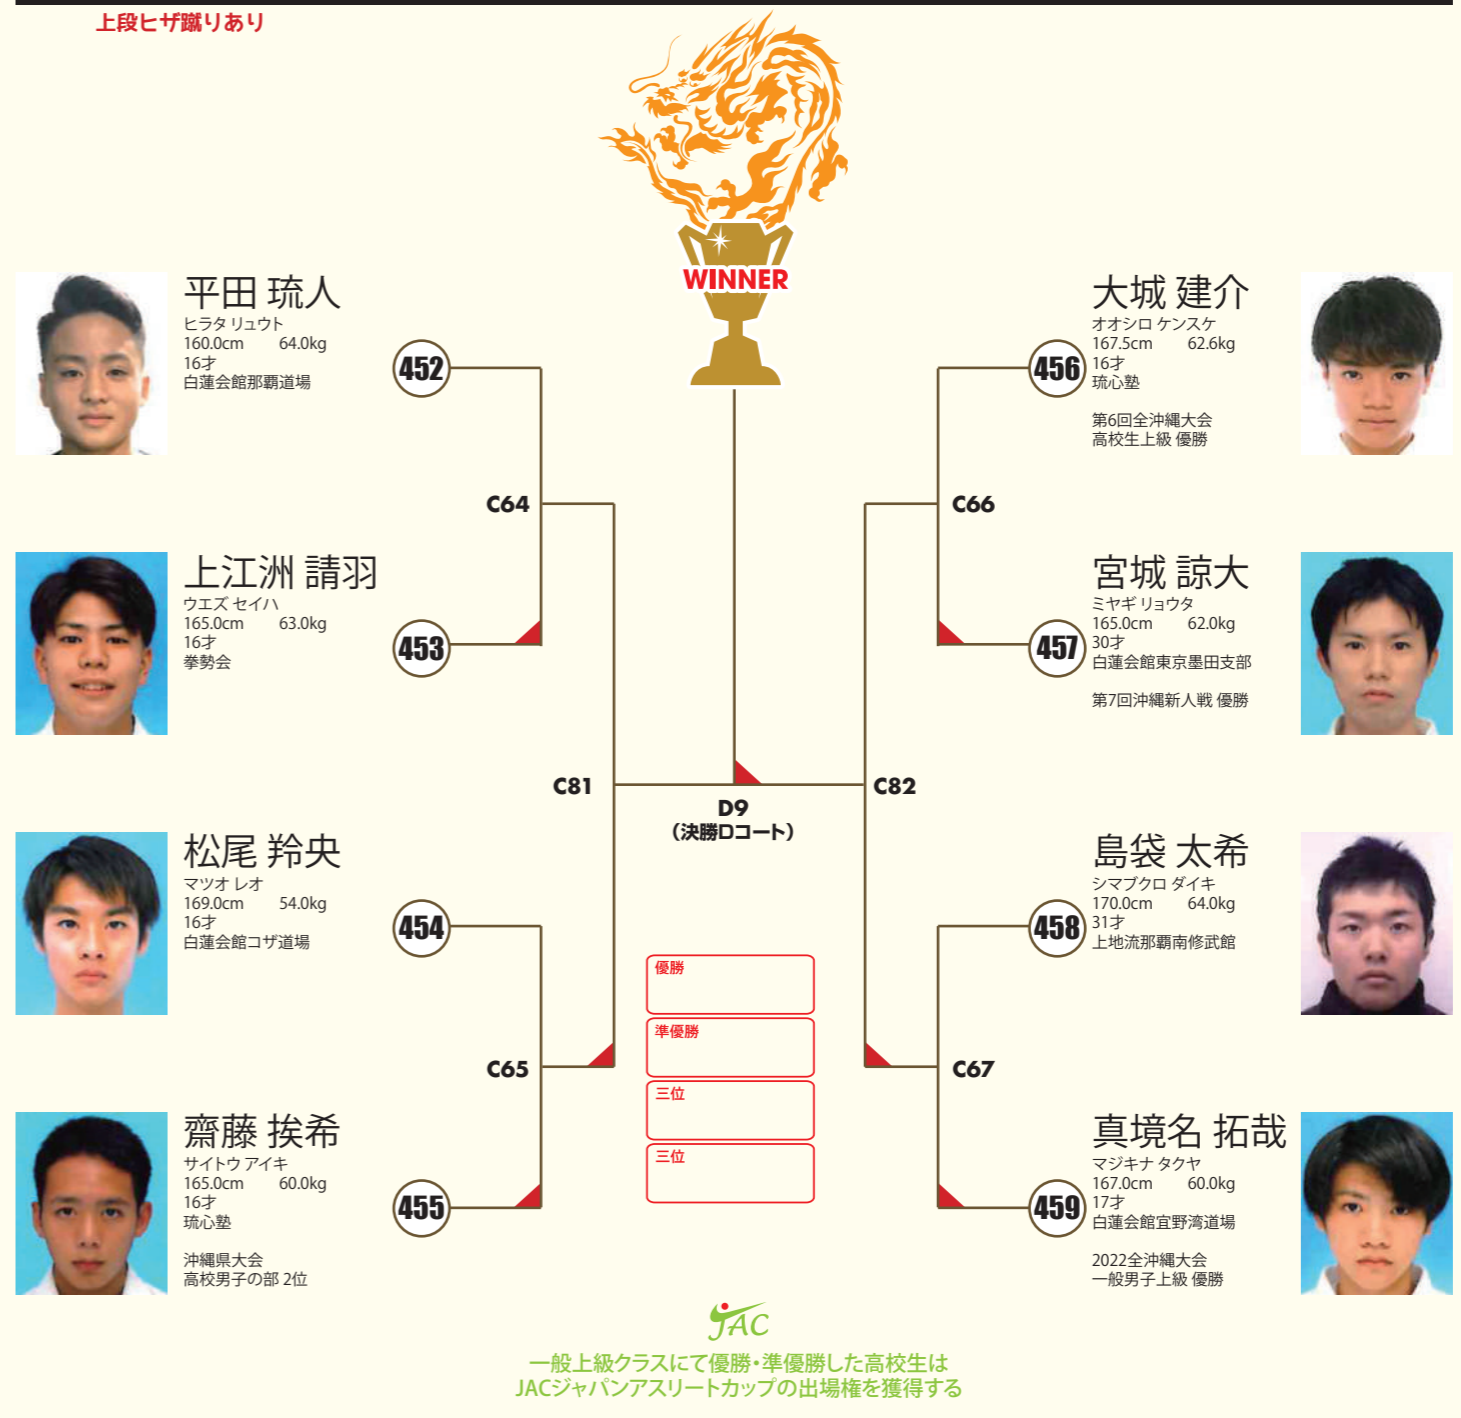 上段ヒザ蹴りあり
WINNER
平田 琉人
ヒラタ リュウト
160.0cm 64.0kg
16才
白蓮会館那覇道場
452
C64
上江洲 請羽
ウエズ セイハ
165.0cm 63.0kg
16才
拳勢会
453
C81
松尾 羚央
マツオ レオ
169.0cm 54.0kg
16才
白蓮会館コザ道場
454
C65
齋藤 挨希
サイトウ アイキ
165.0cm 60.0kg
16才
琉心塾
沖縄県大会
高校男子の部 2位
455
大城 建介
オオシロ ケンスケ
167.5cm 62.6kg
16才
琉心塾
第6回全沖縄大会
高校生上級 優勝
456
C66
宮城 諒大
ミヤギ リョウタ
165.0cm 62.0kg
30才
白蓮会館東京墨田支部
第7回沖縄新人戦 優勝
457
C82
島袋 太希
シマブクロ ダイキ
170.0cm 64.0kg
31才
上地流那覇南修武館
458
C67
真境名 拓哉
マジキナ タクヤ
167.0cm 60.0kg
17才
白蓮会館宜野湾道場
2022全沖縄大会
一般男子上級 優勝
459
D9
（決勝Dコート）
優勝
準優勝
三位
三位
JAC
一般上級クラスにて優勝・準優勝した高校生は
JACジャパンアスリートカップの出場権を獲得する